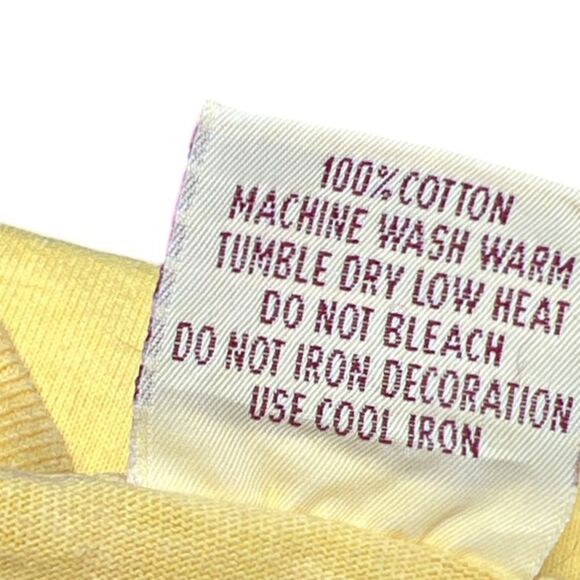 100% COTTON
MACHINE WASH WARM
TUMBLE DRY LOW HEAT
DO NOT BLEACH
DO NOT IRON DECORATION
USE COOL IRON